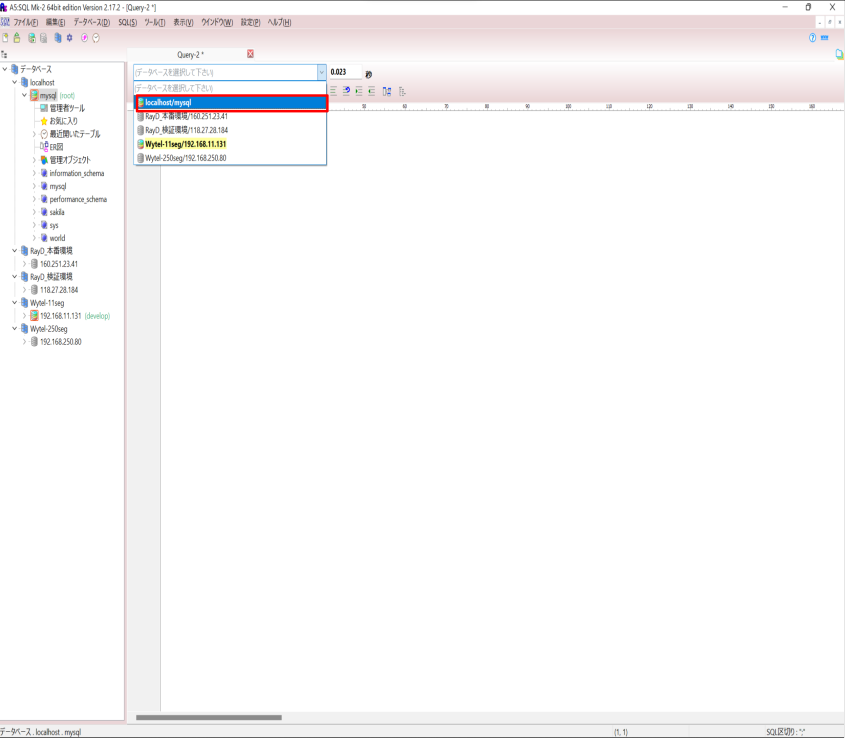 A5:SQL Mk-2 64bit edition Version 2.17.2 - [Query-2 *]
ファイル(F) 編集(E) データベース(D) SQL(S) ツール(T) 表示(V) ウインドウ(W) 設定(P) ヘルプ(H)
Query-2 *
データベース
localhost
mysql (root)
管理者ツール
お気に入り
最近開いたテーブル
ER図
管理オブジェクト
information_schema
mysql
performance_schema
sakila
sys
world
RayD_本番環境
160.251.23.41
RayD_検証環境
118.27.28.184
Wytel-11seg
192.168.11.131 (develop)
Wytel-250seg
192.168.250.80
(データベースを選択して下さい)
0.023 秒
(データベースを選択して下さい)
localhost/mysql
RayD_本番環境/160.251.23.41
RayD_検証環境/118.27.28.184
Wytel-11seg/192.168.11.131
Wytel-250seg/192.168.250.80
50 60 70 80 90 100 110 120 130 140 150 160
データベース . localhost . mysql
(1, 1)
SQL区切り : ";"